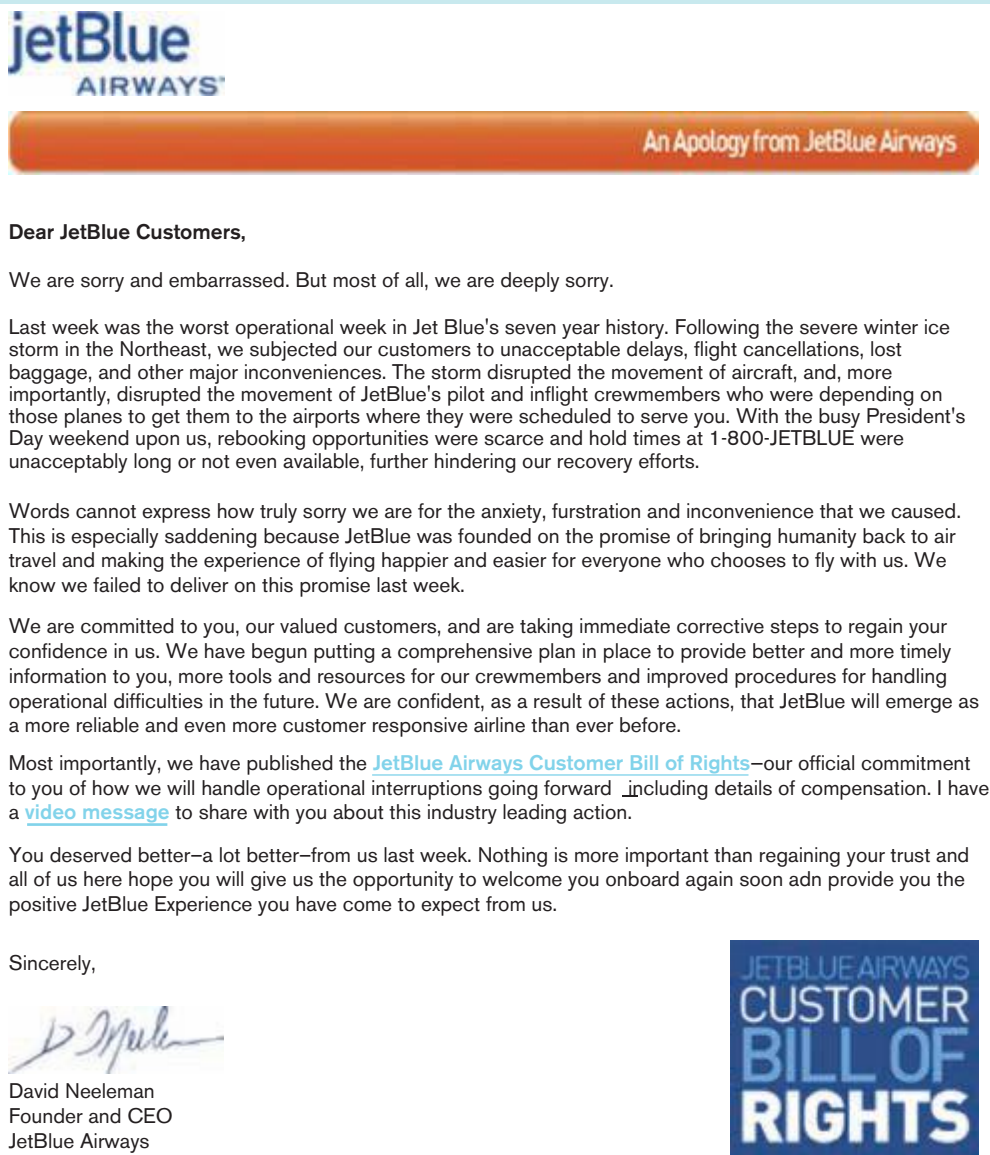 jetBlue
AIRWAYS™
An Apology from JetBlue Airways
Dear JetBlue Customers,
We are sorry and embarrassed. But most of all, we are deeply sorry.
Last week was the worst operational week in Jet Blue's seven year history. Following the severe winter ice
storm in the Northeast, we subjected our customers to unacceptable delays, flight cancellations, lost
baggage, and other major inconveniences. The storm disrupted the movement of aircraft, and, more
importantly, disrupted the movement of JetBlue's pilot and inflight crewmembers who were depending on
those planes to get them to the airports where they were scheduled to serve you. With the busy President's
Day weekend upon us, rebooking opportunities were scarce and hold times at 1-800-JETBLUE were
unacceptably long or not even available, further hindering our recovery efforts.
Words cannot express how truly sorry we are for the anxiety, furstration and inconvenience that we caused.
This is especially saddening because JetBlue was founded on the promise of bringing humanity back to air
travel and making the experience of flying happier and easier for everyone who chooses to fly with us. We
know we failed to deliver on this promise last week.
We are committed to you, our valued customers, and are taking immediate corrective steps to regain your
confidence in us. We have begun putting a comprehensive plan in place to provide better and more timely
information to you, more tools and resources for our crewmembers and improved procedures for handling
operational difficulties in the future. We are confident, as a result of these actions, that JetBlue will emerge as
a more reliable and even more customer responsive airline than ever before.
Most importantly, we have published the JetBlue Airways Customer Bill of Rights–our official commitment
to you of how we will handle operational interruptions going forward _including details of compensation. I have
a video message to share with you about this industry leading action.
You deserved better–a lot better–from us last week. Nothing is more important than regaining your trust and
all of us here hope you will give us the opportunity to welcome you onboard again soon adn provide you the
positive JetBlue Experience you have come to expect from us.
Sincerely,
D Neele
David Neeleman
Founder and CEO
JetBlue Airways
JETBLUE AIRWAYS
CUSTOMER
BILL OF
RIGHTS